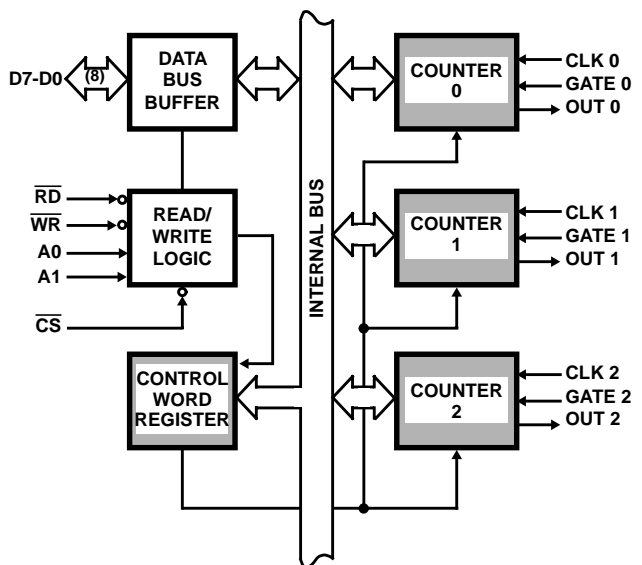 D7-D0
(8)
DATA
BUS
BUFFER
RD
WR
A0
A1
CS
READ/
WRITE
LOGIC
CONTROL
WORD
REGISTER
INTERNAL BUS
COUNTER
0
CLK 0
GATE 0
OUT 0
COUNTER
1
CLK 1
GATE 1
OUT 1
COUNTER
2
CLK 2
GATE 2
OUT 2